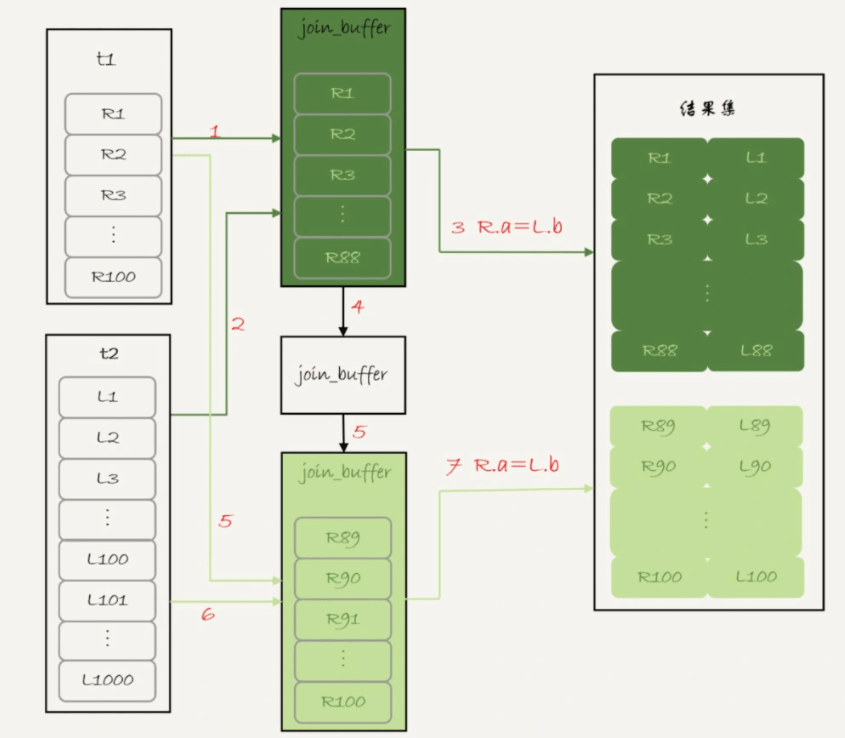 t1
R1
R2
R3
⋮
R100
t2
L1
L2
L3
⋮
L100
L101
⋮
L1000
1
2
5
6
join_buffer
R1
R2
R3
⋮
R88
4
join_buffer
5
join_buffer
R89
R90
R91
⋮
R100
3 R.a=L.b
7 R.a=L.b
结果集
R1 L1
R2 L2
R3 L3
⋮
R88 L88
R89 L89
R90 L90
⋮
R100 L100